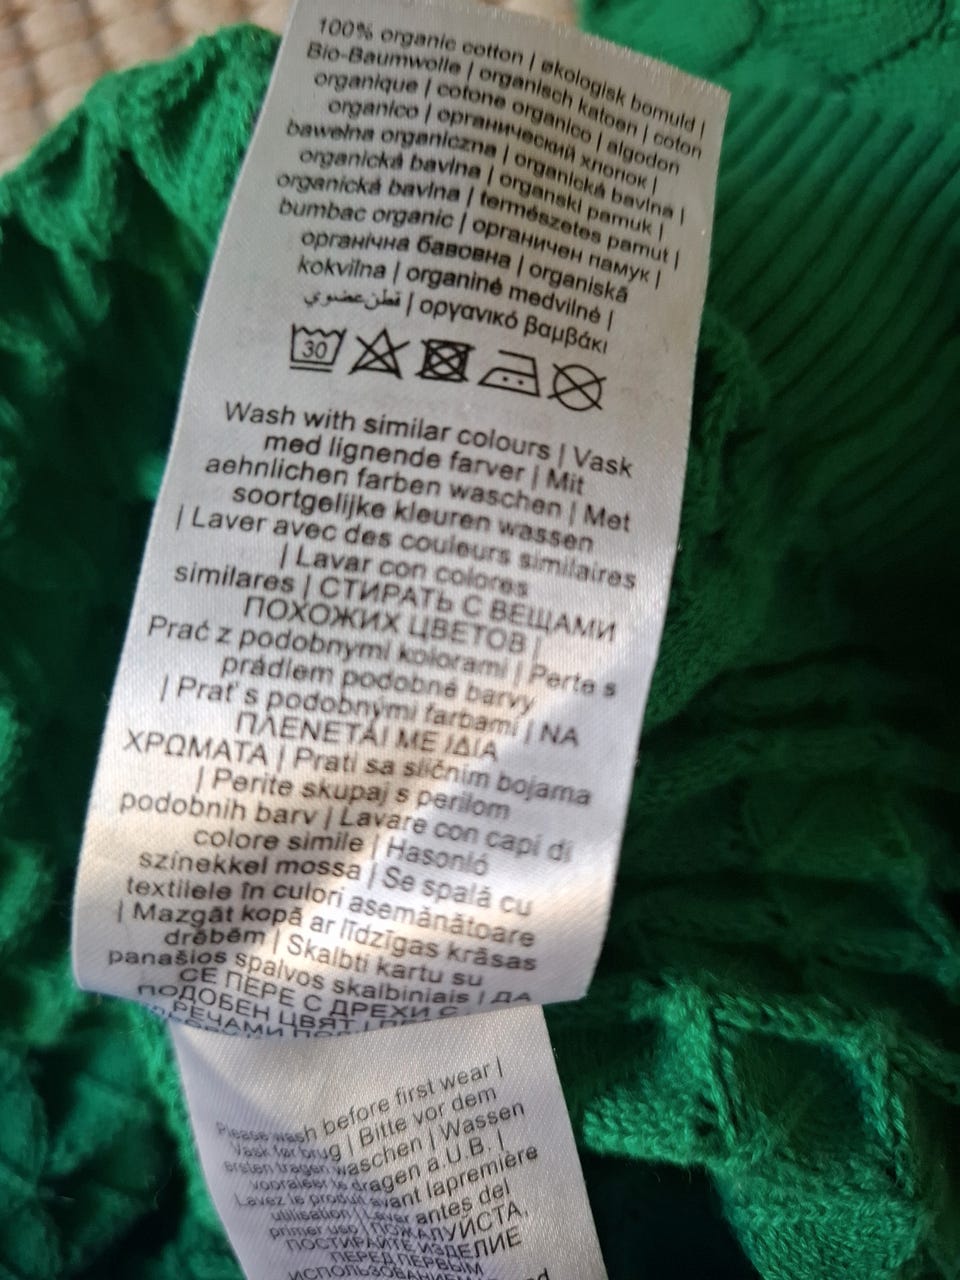 100% organic cotton | økologisk bomuld |
Bio-Baumwolle | organisch katoen | coton
organique | cotone organico | algodon
organico | органический хлопок |
bawełna organiczna | organická bavlna |
organická bavlna | organski pamuk |
organická bavlna | természetes pamut |
bumbac organic | органичен памук |
органічна бавовна | organiskā
kokvilna | organinė medvilnė |
قطن عضوي | οργανικό βαμβάκι
30
Wash with similar colours | Vask
med lignende farver | Mit
aehnlichen farben waschen | Met
soortgelijke kleuren wassen
| Laver avec des couleurs similaires
| Lavar con colores
similares | СТИРАТЬ С ВЕЩАМИ
ПОХОЖИХ ЦВЕТОВ |
Prać z podobnymi kolorami | Perte s
prádlem podobné barvy
| Prať s podobnými farbami | NA
ΠΛΕΝΕΤΑΙ ΜΕ ΙΔΙΑ
ΧΡΩΜΑΤΑ | Prati sa sličnim bojama
| Perite skupaj s perilom
podobnih barv | Lavare con capi di
colore simile | Hasonló
színekkel mossa | Se spală cu
textilele în culori asemănătoare
| Mazgāt kopā ar līdzīgas krāsas
drēbēm | Skalbti kartu su
panašios spalvos skalbiniais | ДА
СЕ ПЕРЕ С ДРЕХИ С
ПОДОБЕН ЦВЯТ |
РЕЧАМИ
Please wash before first wear |
Vask før brug | Bitte vor dem
ersten tragen waschen | Wassen
vooraleer te dragen a.U.B. |
Lavez le produit avant lapremière
utilisation | Lavar antes del
primer uso | ПОЖАЛУЙСТА,
ПОСТИРАЙТЕ ИЗДЕЛИЕ
ПЕРЕД ПЕРВЫМ
ИСПОЛЬЗОВАНИЕМ